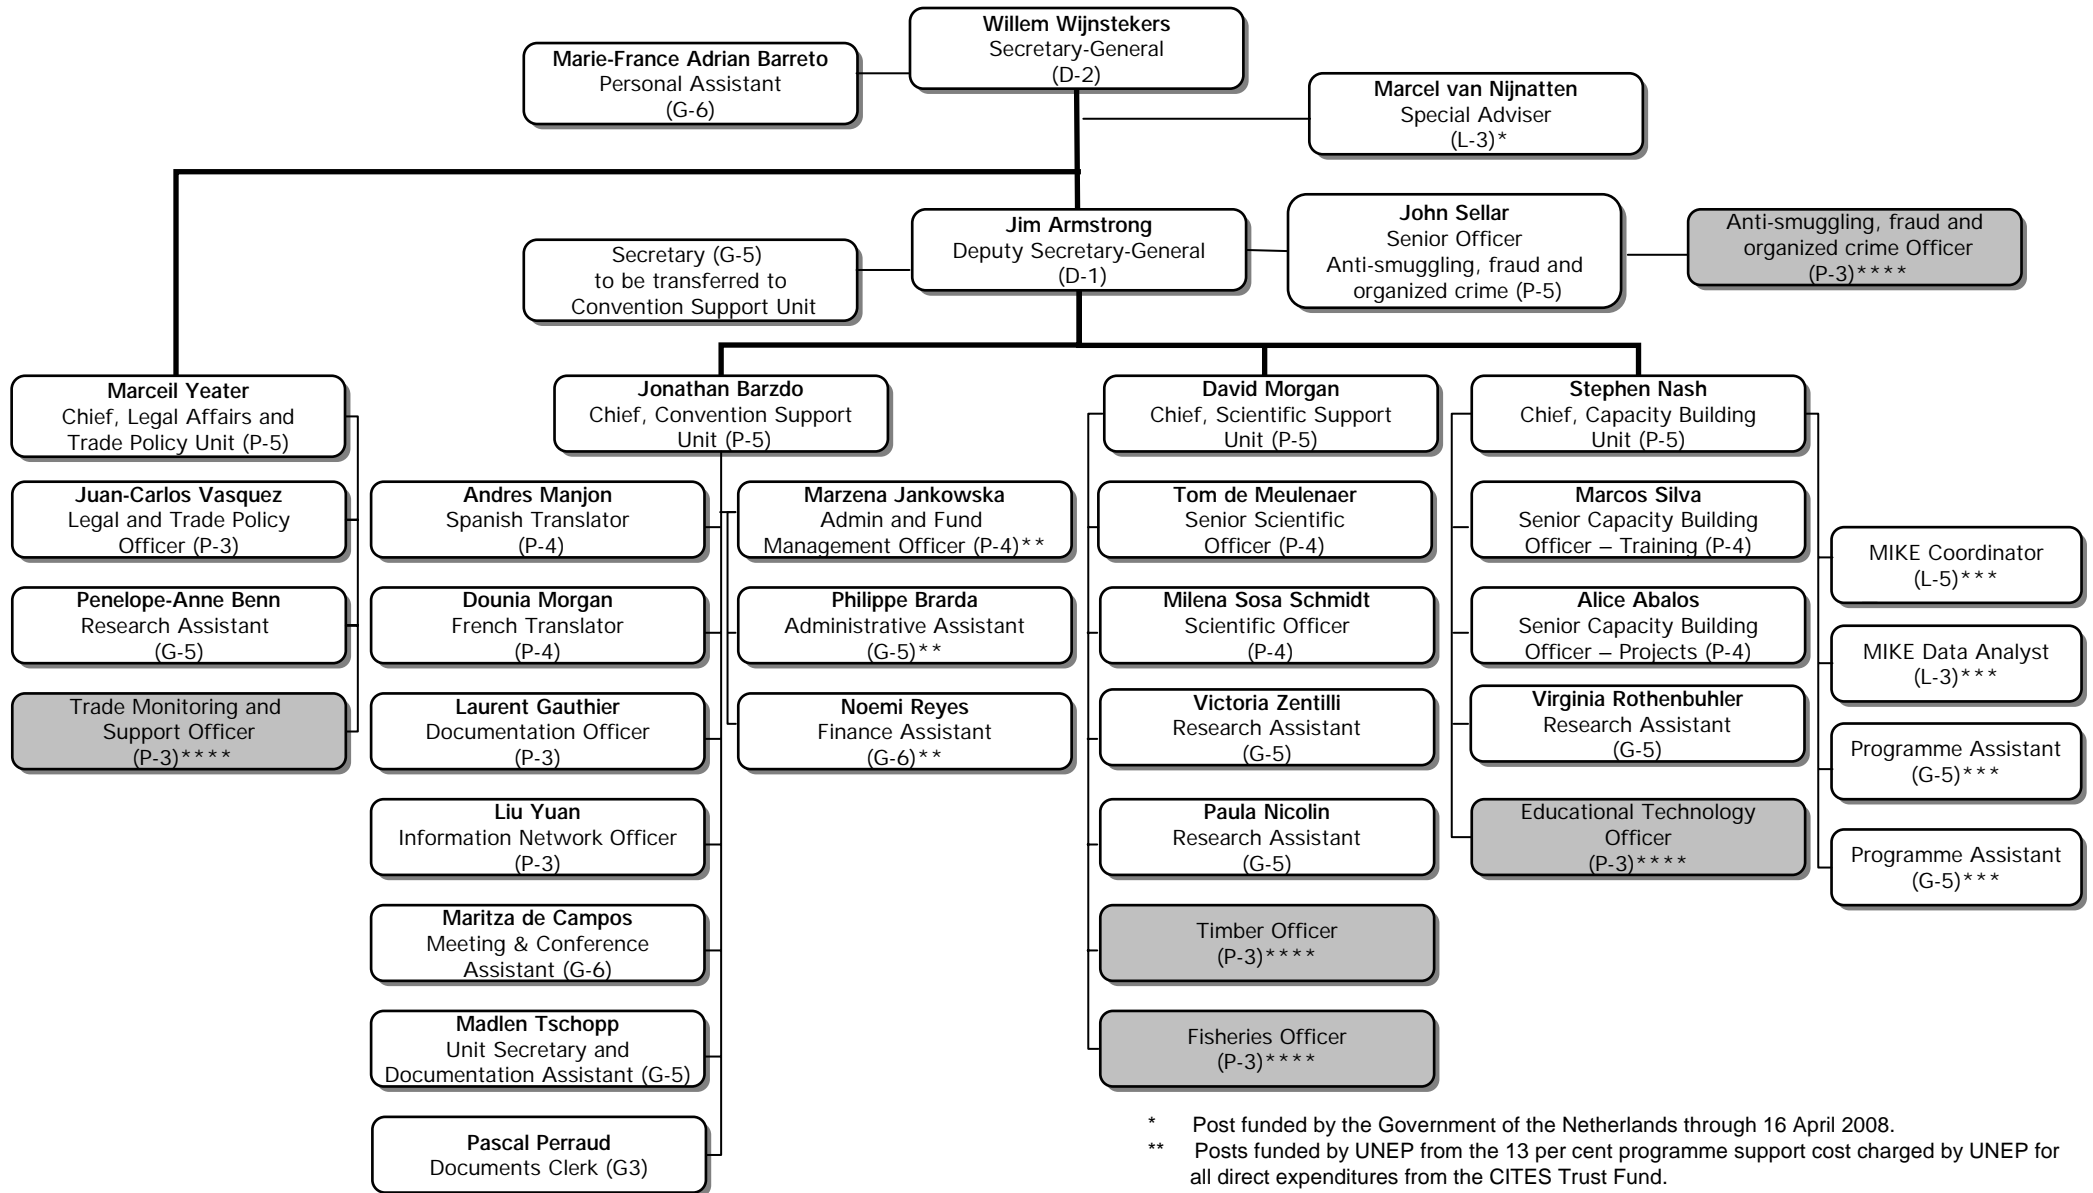 Willem Wijnstekers
Secretary-General
(D-2)
Marie-France Adrian Barreto
Personal Assistant
(G-6)
Marcel van Nijnatten
Special Adviser
(L-3)*
Jim Armstrong
Deputy Secretary-General
(D-1)
Secretary (G-5)
to be transferred to
Convention Support Unit
John Sellar
Senior Officer
Anti-smuggling, fraud and
organized crime (P-5)
Anti-smuggling, fraud and
organized crime Officer
(P-3)****
Marceil Yeater
Chief, Legal Affairs and
Trade Policy Unit (P-5)
Juan-Carlos Vasquez
Legal and Trade Policy
Officer (P-3)
Penelope-Anne Benn
Research Assistant
(G-5)
Trade Monitoring and
Support Officer
(P-3)****
Jonathan Barzdo
Chief, Convention Support
Unit (P-5)
Andres Manjon
Spanish Translator
(P-4)
Dounia Morgan
French Translator
(P-4)
Laurent Gauthier
Documentation Officer
(P-3)
Liu Yuan
Information Network Officer
(P-3)
Maritza de Campos
Meeting & Conference
Assistant (G-6)
Madlen Tschopp
Unit Secretary and
Documentation Assistant (G-5)
Pascal Perraud
Documents Clerk (G3)
Marzena Jankowska
Admin and Fund
Management Officer (P-4)**
Philippe Brarda
Administrative Assistant
(G-5)**
Noemi Reyes
Finance Assistant
(G-6)**
David Morgan
Chief, Scientific Support
Unit (P-5)
Tom de Meulenaer
Senior Scientific
Officer (P-4)
Milena Sosa Schmidt
Scientific Officer
(P-4)
Victoria Zentilli
Research Assistant
(G-5)
Paula Nicolin
Research Assistant
(G-5)
Timber Officer
(P-3)****
Fisheries Officer
(P-3)****
Stephen Nash
Chief, Capacity Building
Unit (P-5)
Marcos Silva
Senior Capacity Building
Officer – Training (P-4)
Alice Abalos
Senior Capacity Building
Officer – Projects (P-4)
Virginia Rothenbuhler
Research Assistant
(G-5)
Educational Technology
Officer
(P-3)****
MIKE Coordinator
(L-5)***
MIKE Data Analyst
(L-3)***
Programme Assistant
(G-5)***
Programme Assistant
(G-5)***
* Post funded by the Government of the Netherlands through 16 April 2008.
** Posts funded by UNEP from the 13 per cent programme support cost charged by UNEP for
all direct expenditures from the CITES Trust Fund.